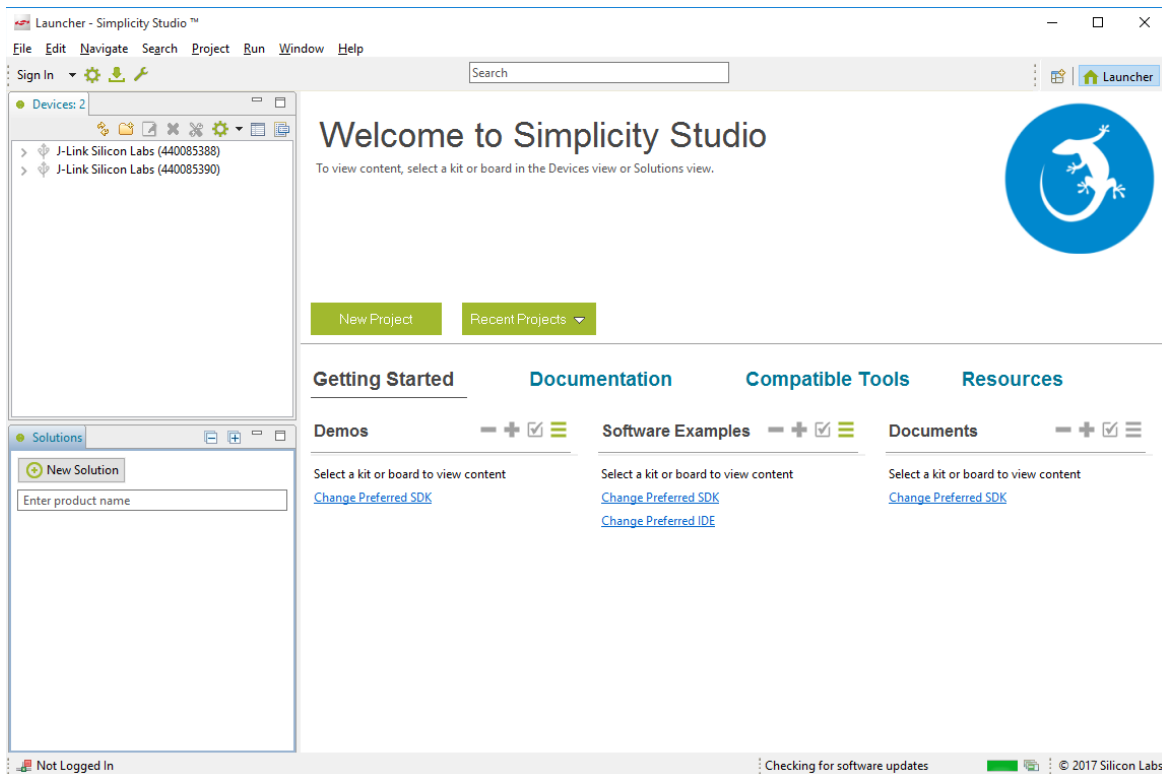 Launcher - Simplicity Studio ™
File Edit Navigate Search Project Run Window Help
Sign In
Search
Launcher
Devices: 2
J-Link Silicon Labs (440085388)
J-Link Silicon Labs (440085390)
Welcome to Simplicity Studio
To view content, select a kit or board in the Devices view or Solutions view.
New Project Recent Projects
Getting Started Documentation Compatible Tools Resources
Solutions
New Solution
Enter product name
Demos
Select a kit or board to view content
Change Preferred SDK
Software Examples
Select a kit or board to view content
Change Preferred SDK
Change Preferred IDE
Documents
Select a kit or board to view content
Change Preferred SDK
Not Logged In
Checking for software updates
© 2017 Silicon Labs